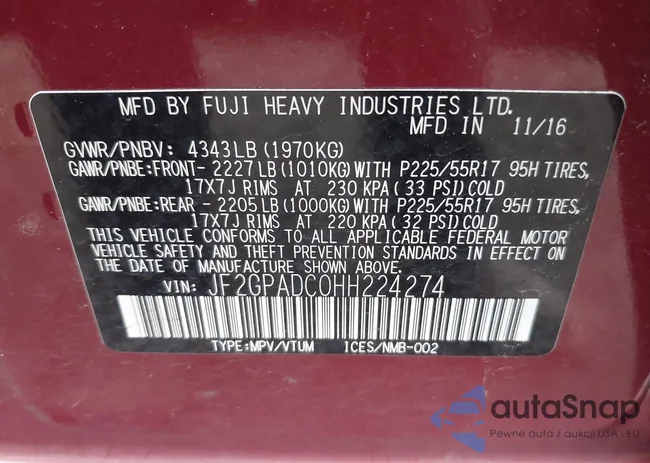 MFD BY FUJI HEAVY INDUSTRIES LTD.
MFD IN 11/16
GVWR/PNBV: 4343LB(1970KG)
GAWR/PNBE:FRONT- 2227LB(1010KG)WITH P225/55R17 95H TIRES,
17X7J RIMS AT 230 KPA( 33 PSI)COLD
GAWR/PNBE:REAR - 2205LB(1000KG)WITH P225/55R17 95H TIRES,
17X7J RIMS AT 220 KPA( 32 PSI)COLD
THIS VEHICLE CONFORMS TO ALL APPLICABLE FEDERAL MOTOR
VEHICLE SAFETY AND THEFT PREVENTION STANDARDS IN EFFECT
ON THE DATE OF MANUFACTURE SHOWN ABOVE.
VIN: JF2GPADC0HH224274
TYPE:MPV/VTUM ICES/NMB-002
autaSnap
Pewne auta z aukcji USA - EU